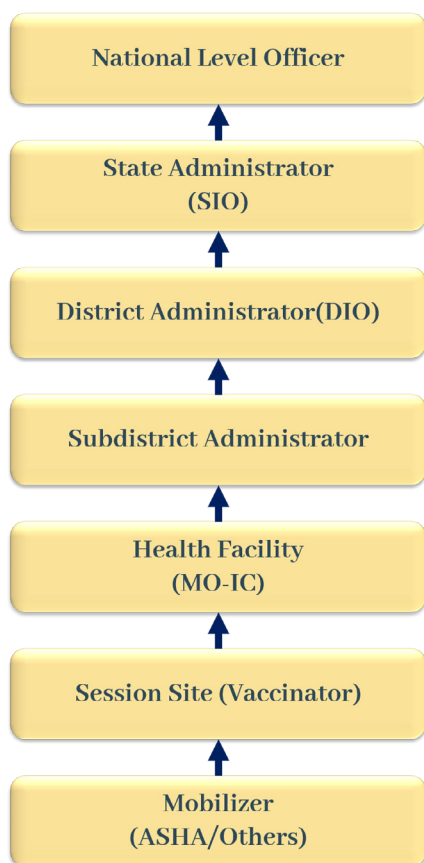 National Level Officer
State Administrator
(SIO)
District Administrator(DIO)
Subdistrict Administrator
Health Facility
(MO-IC)
Session Site (Vaccinator)
Mobilizer
(ASHA/Others)